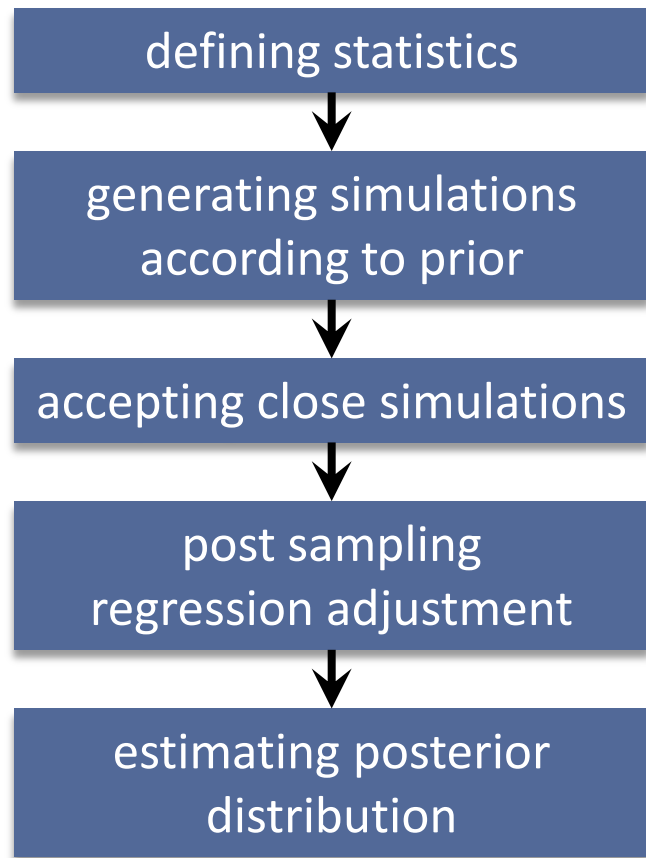 defining statistics
generating simulations
according to prior
accepting close simulations
post sampling
regression adjustment
estimating posterior
distribution